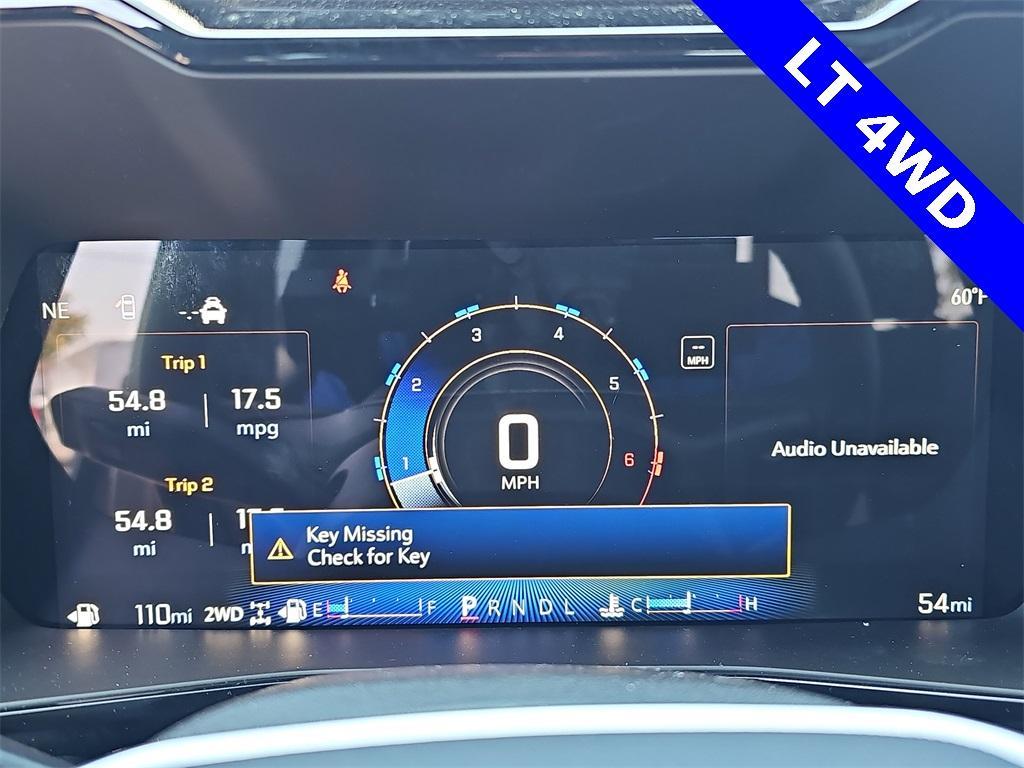 LT 4WD
NE
60°F
Trip 1
54.8 17.5
mi mpg
Trip 2
54.8
mi
1 2 3 4 5 6
0
MPH
--
MPH
Audio Unavailable
Key Missing
Check for Key
110mi 2WD E F P R N D L C H 54mi